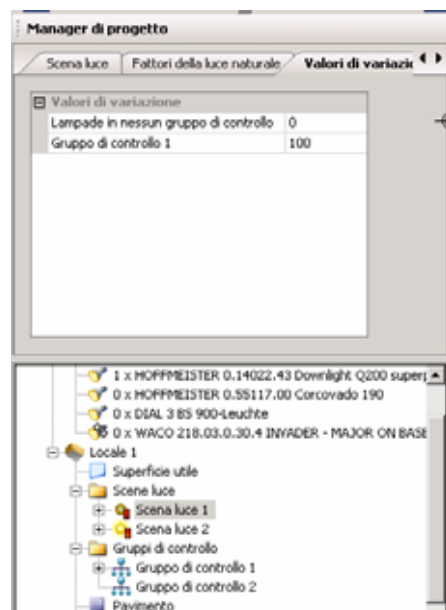 Manager di progetto
Scena luce Fattori della luce naturale Valori di variazi
Valori di variazione
Lampade in nessun gruppo di controllo 0
Gruppo di controllo 1 100
1 x HOFFMEISTER 0.14022.43 Downlight Q200 super
0 x HOFFMEISTER 0.55117.00 Corcovado 190
0 x DIAL 3 BS 900-Leuchte
0 x WACO 218.03.0.30.4 INVADER - MAJOR ON BASE
Locale 1
Superficie utile
Scene luce
Scena luce 1
Scena luce 2
Gruppi di controllo
Gruppo di controllo 1
Gruppo di controllo 2
Pavimento